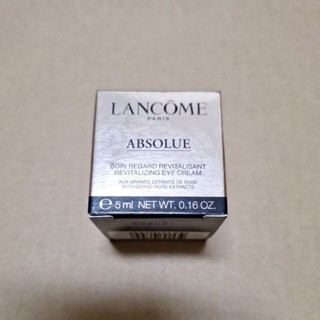 LANCÔME
PARIS
ABSOLUE
SOIN REGARD REVITALISANT
REVITALIZING EYE CREAM
AUX GRANDS EXTRAITS DE ROSE
WITH GRAND ROSE EXTRACTS
℮ 5 ml NET WT. 0.16 OZ.